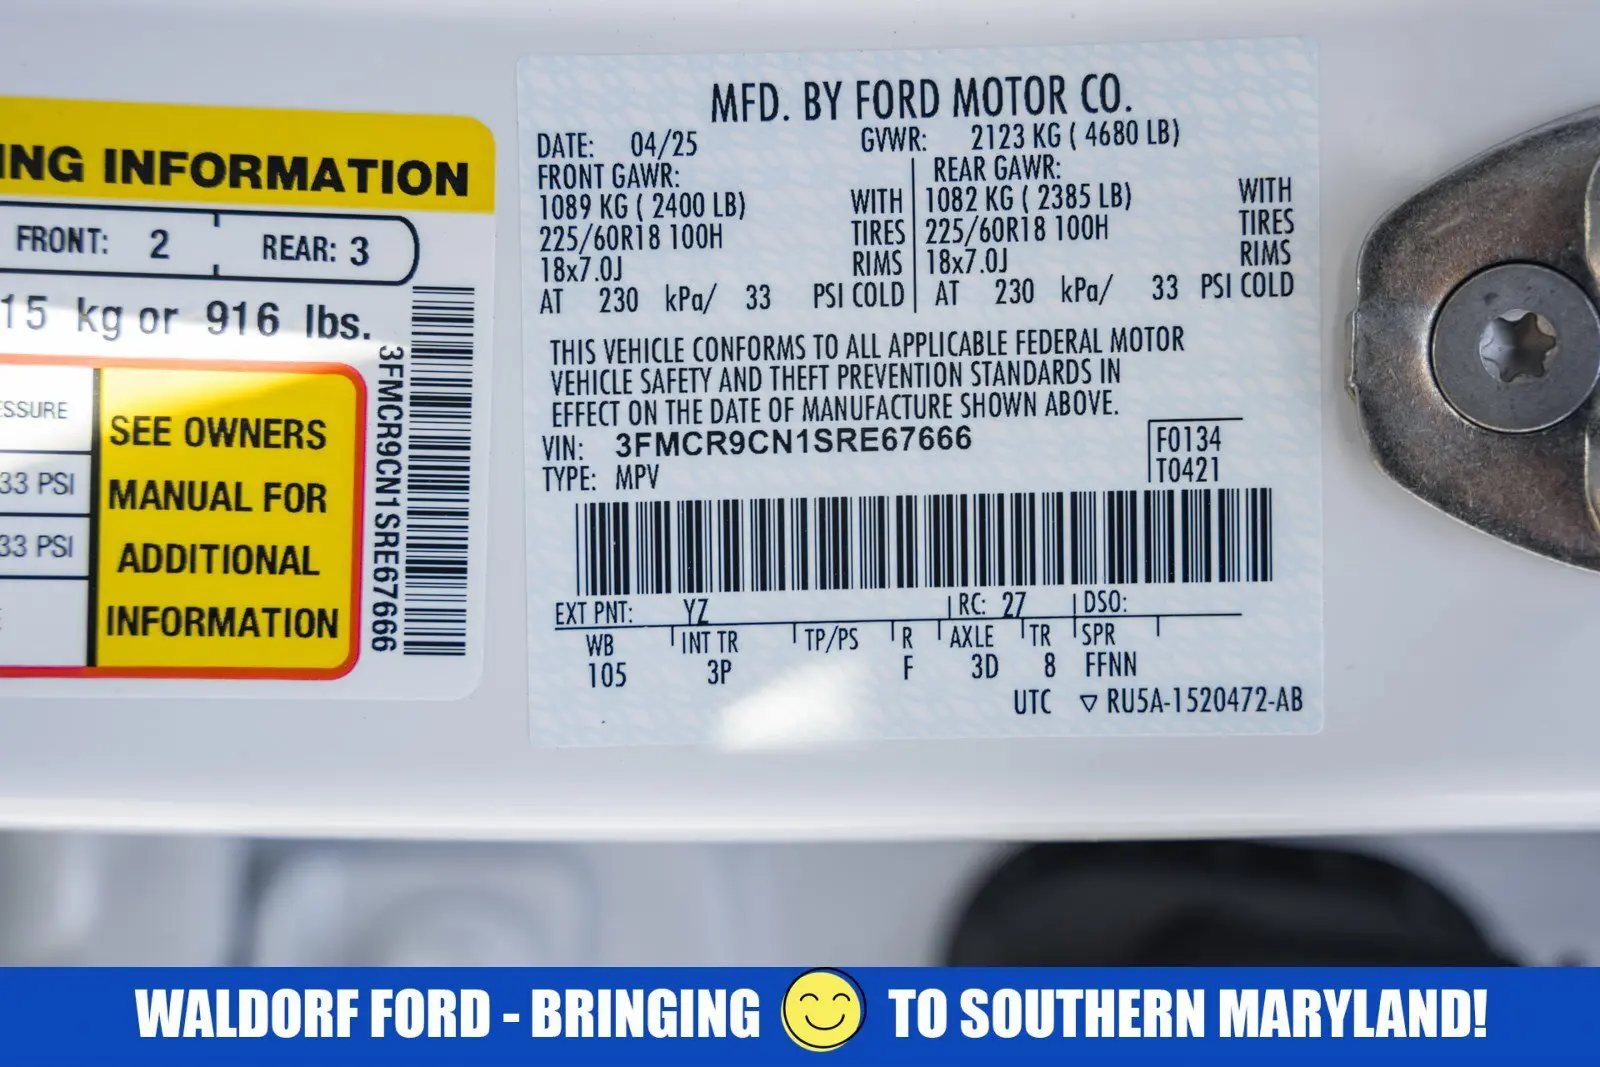 ING INFORMATION
FRONT: 2 REAR: 3
15 kg or 916 lbs.
ESSURE
33 PSI
33 PSI
SEE OWNERS
MANUAL FOR
ADDITIONAL
INFORMATION
3FMCR9CN1SRE67666
MFD. BY FORD MOTOR CO.
DATE: 04/25 GVWR: 2123 KG ( 4680 LB)
FRONT GAWR: REAR GAWR:
1089 KG ( 2400 LB) WITH 1082 KG ( 2385 LB) WITH
225/60R18 100H TIRES 225/60R18 100H TIRES
18x7.0J RIMS 18x7.0J RIMS
AT 230 kPa/ 33 PSI COLD AT 230 kPa/ 33 PSI COLD
THIS VEHICLE CONFORMS TO ALL APPLICABLE FEDERAL MOTOR
VEHICLE SAFETY AND THEFT PREVENTION STANDARDS IN
EFFECT ON THE DATE OF MANUFACTURE SHOWN ABOVE.
VIN: 3FMCR9CN1SRE67666 F0134
TYPE: MPV T0421
EXT PNT: YZ RC: 27 DSO:
WB INT TR TP/PS R AXLE TR SPR
105 3P F 3D 8 FFNN
UTC ▽ RU5A-1520472-AB
WALDORF FORD - BRINGING TO SOUTHERN MARYLAND!